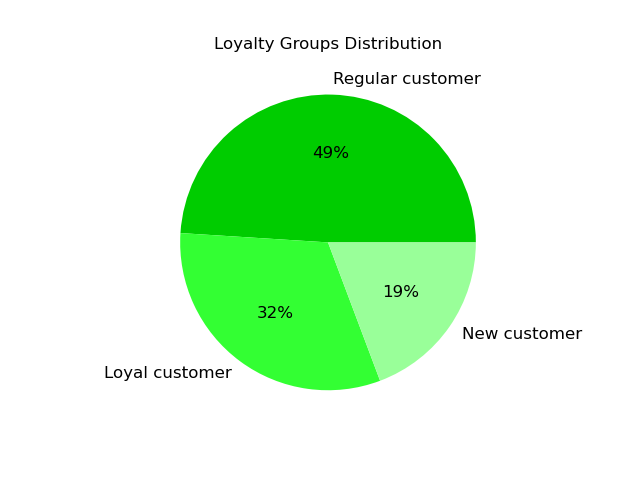 Loyalty Groups Distribution
Regular customer
49%
19%
32%
New customer
Loyal customer